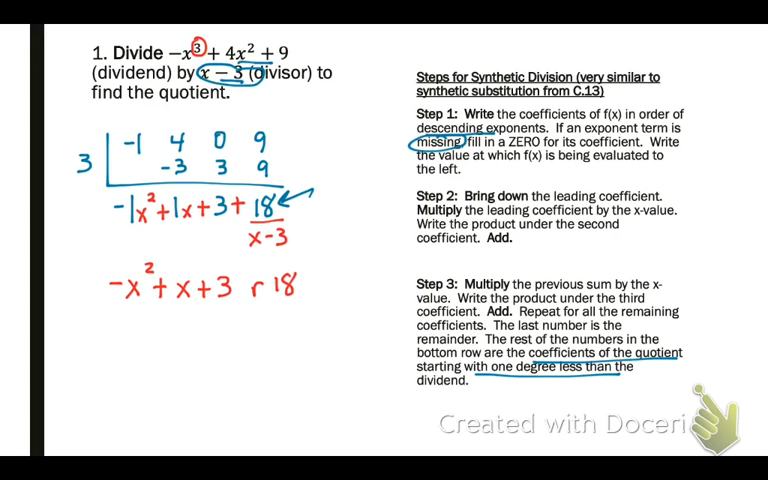 1. Divide −x³ + 4x² + 9
(dividend) by x − 3 (divisor) to
find the quotient.
3 | -1 4 0 9
-3 3 9
-1x² + 1x + 3 + 18
x-3
-x² + x + 3 r 18
Steps for Synthetic Division (very similar to
synthetic substitution from C.13)
Step 1: Write the coefficients of f(x) in order of
descending exponents. If an exponent term is
missing fill in a ZERO for its coefficient. Write
the value at which f(x) is being evaluated to
the left.
Step 2: Bring down the leading coefficient.
Multiply the leading coefficient by the x-value.
Write the product under the second
coefficient. Add.
Step 3: Multiply the previous sum by the x-
value. Write the product under the third
coefficient. Add. Repeat for all the remaining
coefficients. The last number is the
remainder. The rest of the numbers in the
bottom row are the coefficients of the quotient
starting with one degree less than the
dividend.
Created with Doceri